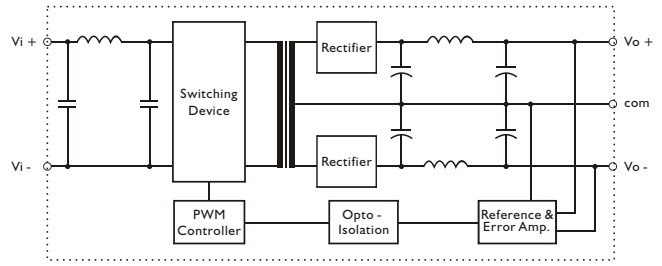 Vi +
Rectifier
Vo +
Switching
Device
com
Rectifier
Vi -
Vo -
PWM
Controller
Opto -
Isolation
Reference &
Error Amp.